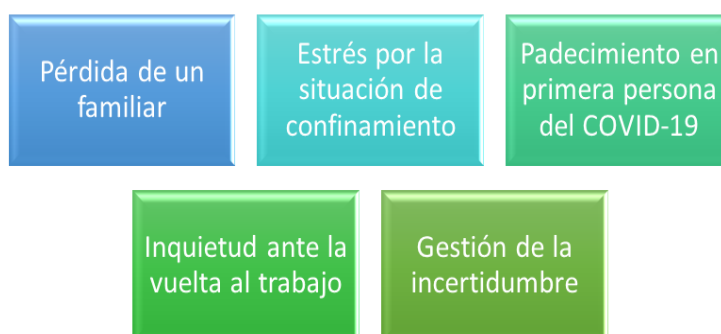 Pérdida de un
familiar
Estrés por la
situación de
confinamiento
Padecimiento en
primera persona
del COVID-19
Inquietud ante la
vuelta al trabajo
Gestión de la
incertidumbre